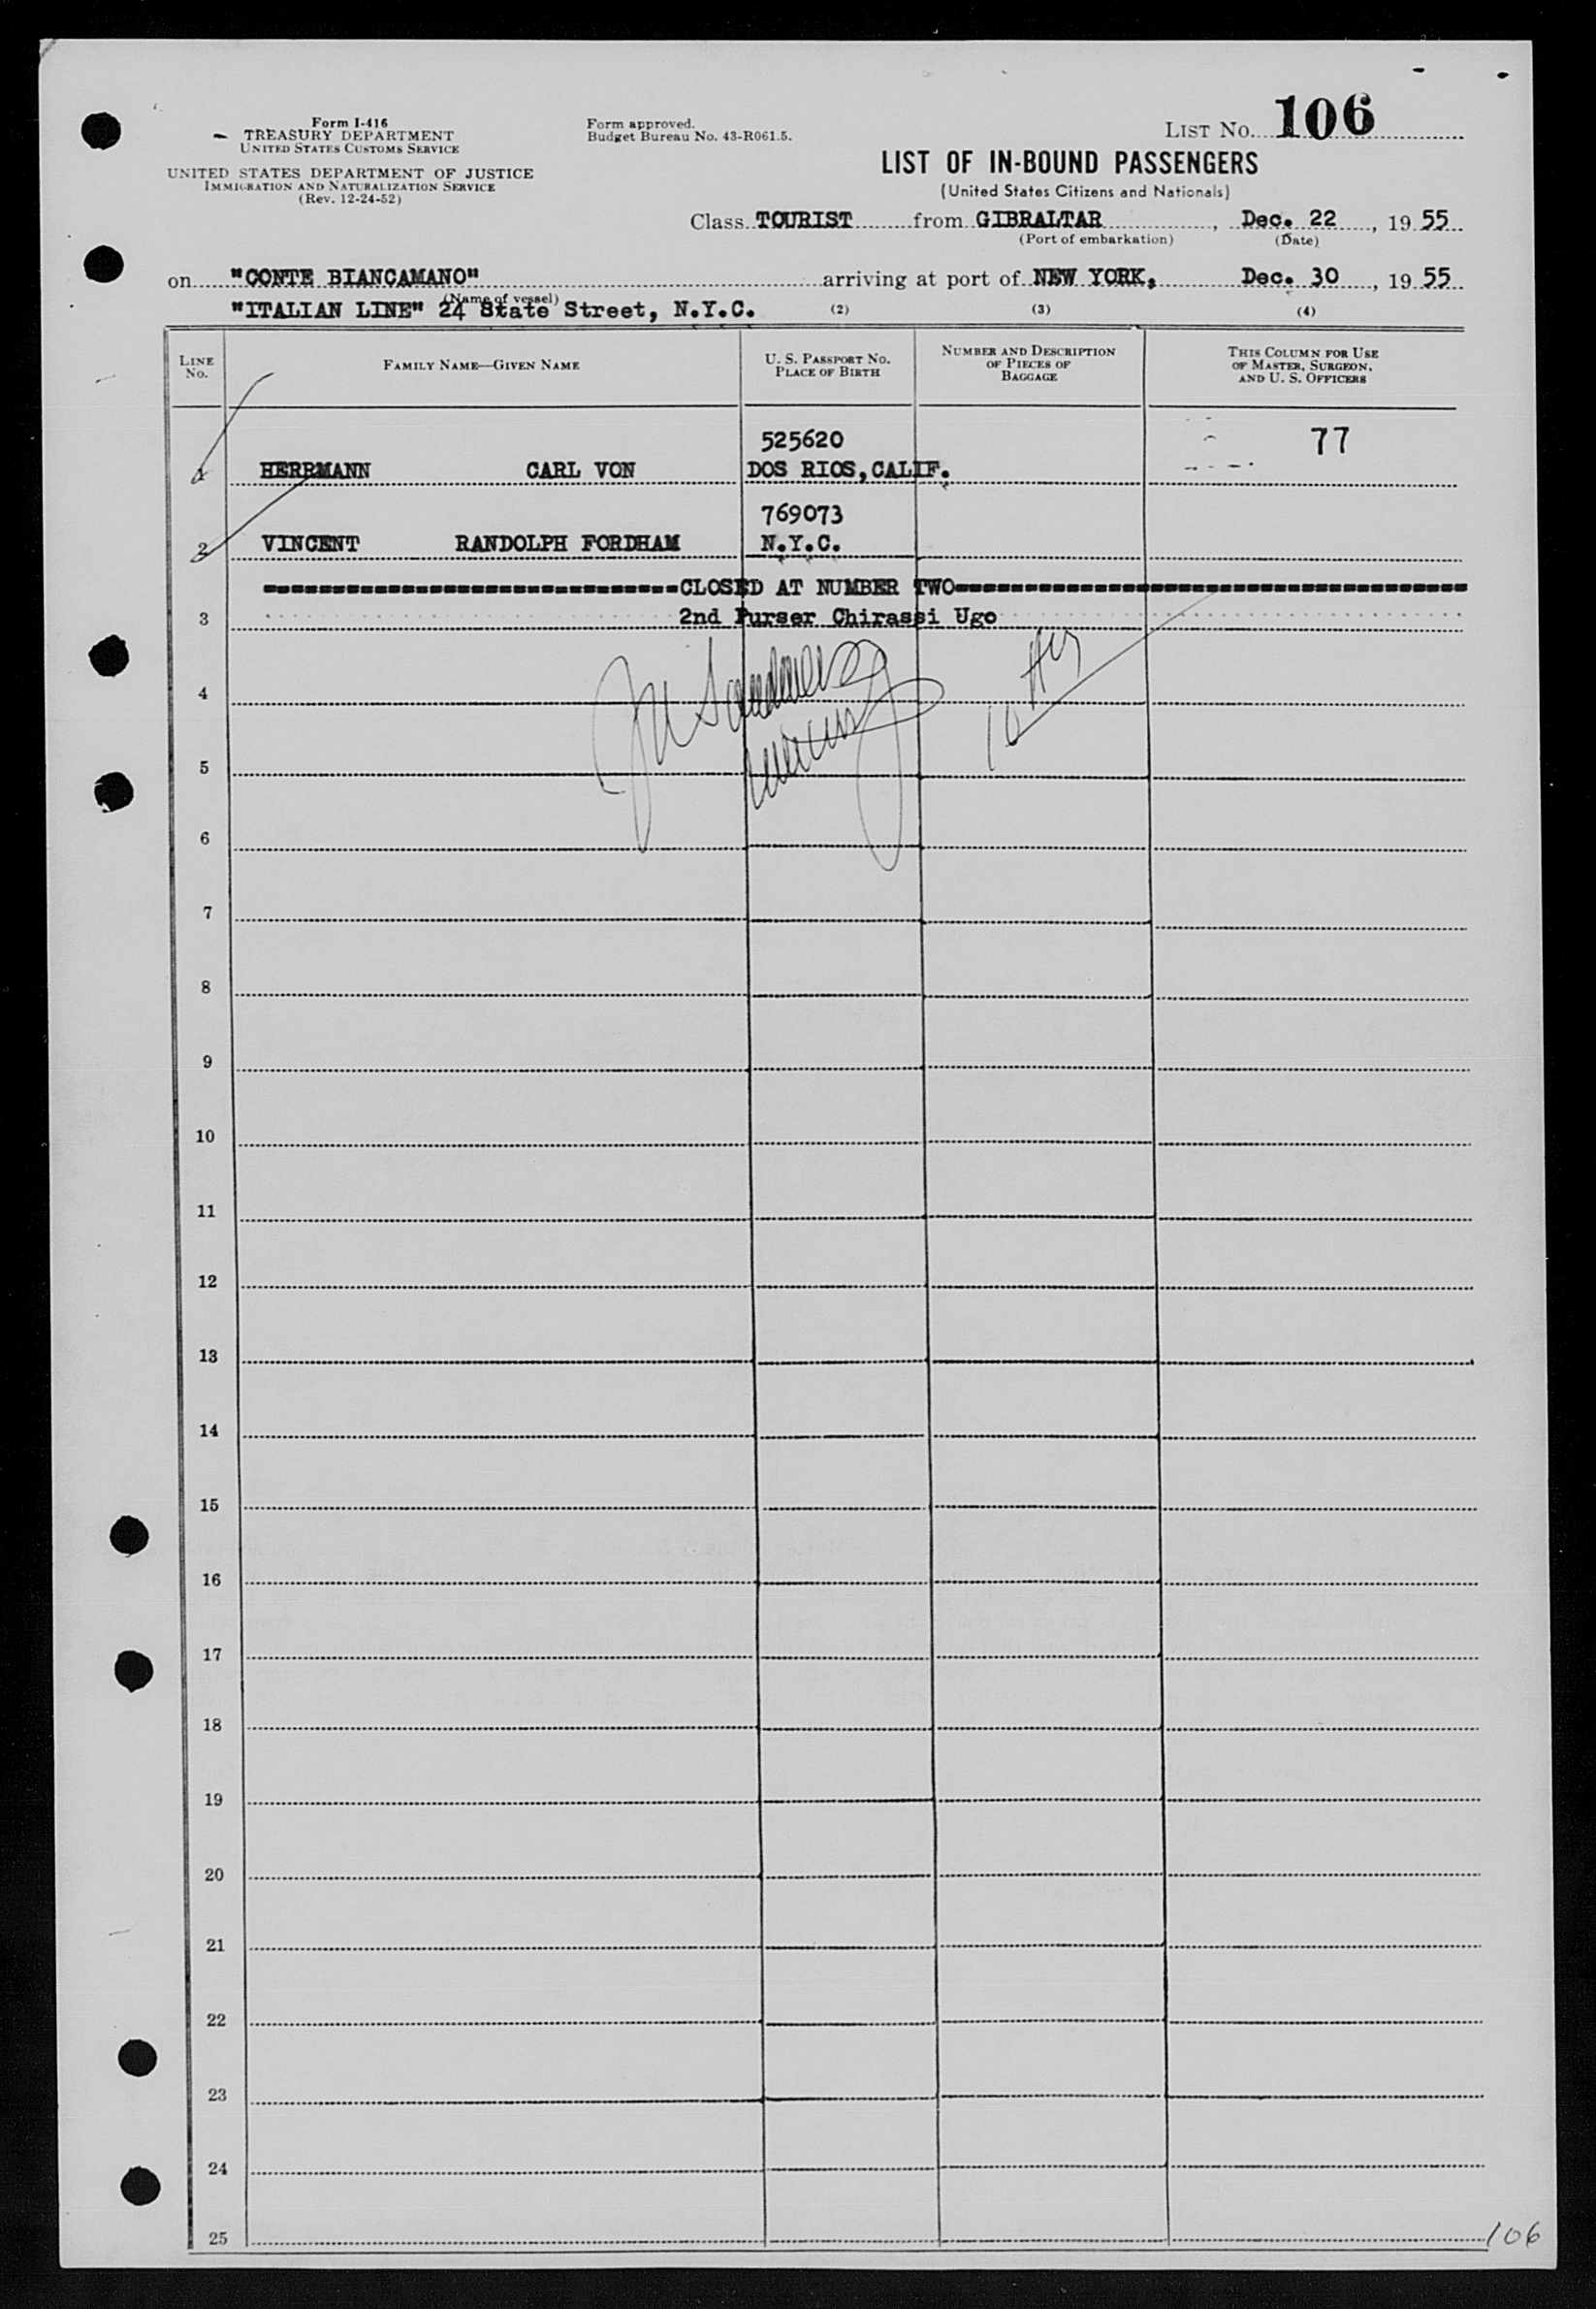 Form I-416
TREASURY DEPARTMENT
UNITED STATES CUSTOMS SERVICE
UNITED STATES DEPARTMENT OF JUSTICE
IMMIGRATION AND NATURALIZATION SERVICE
(Rev. 12-24-52)
Form approved.
Budget Bureau No. 43-R061.5.
LIST No. 106
LIST OF IN-BOUND PASSENGERS
(United States Citizens and Nationals)
Class TOURIST from GIBRALTAR, Dec. 22, 19 55
(Port of embarkation) (Date)
on "CONTE BIANCAMANO" arriving at port of NEW YORK, Dec. 30, 19 55
(Name of vessel)
"ITALIAN LINE" 24 State Street, N.Y.C. (2) (3) (4)
LINE No. FAMILY NAME—GIVEN NAME U. S. PASSPORT NO. PLACE OF BIRTH NUMBER AND DESCRIPTION OF PIECES OF BAGGAGE THIS COLUMN FOR USE OF MASTER, SURGEON, AND U. S. OFFICERS
525620 77
1 HERRMANN CARL VON DOS RIOS, CALIF.
769073
2 VINCENT RANDOLPH FORDHAM N.Y.C.
CLOSED AT NUMBER TWO
3 2nd Purser Chirassi Ugo
4
5
6
7
8
9
10
11
12
13
14
15
16
17
18
19
20
21
22
23
24
25
106